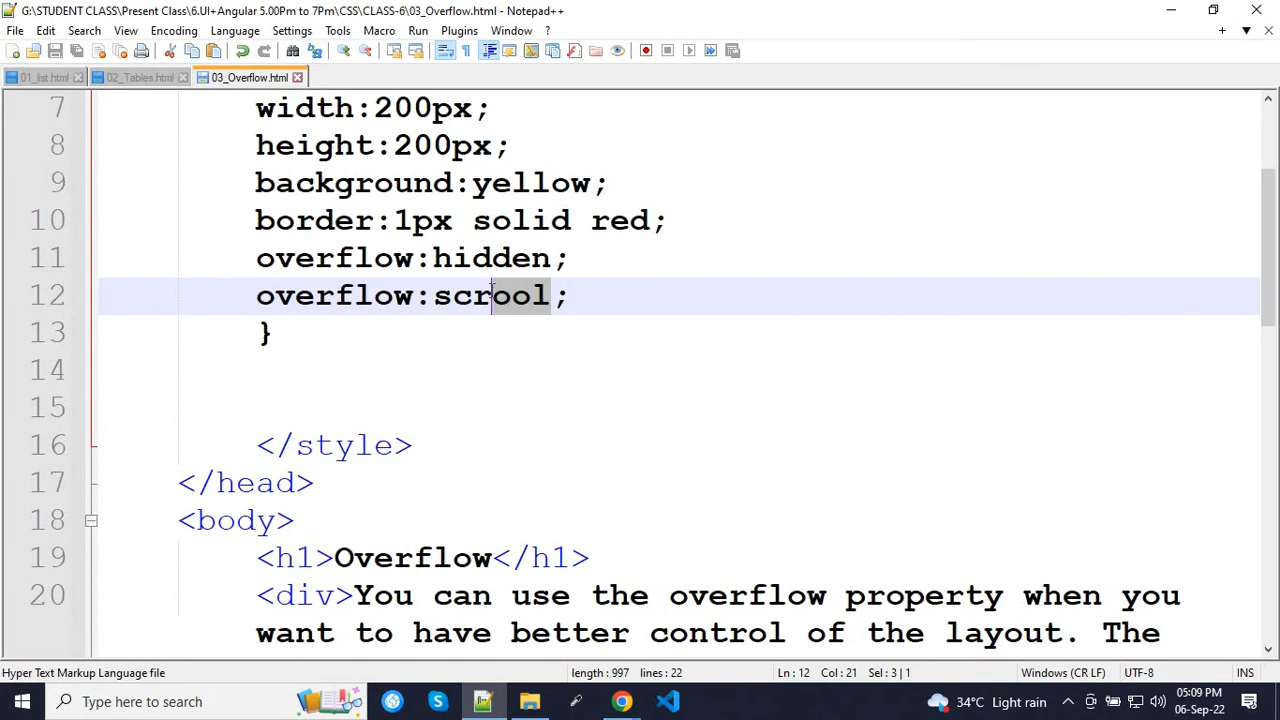 G:\STUDENT CLASS\Present Class\6.UI+Angular 5.00Pm to 7Pm\CSS\CLASS-6\03_Overflow.html - Notepad++
File Edit Search View Encoding Language Settings Tools Macro Run Plugins Window ?
01_list.html 02_Tables.html 03_Overflow.html
7 width:200px;
8 height:200px;
9 background:yellow;
10 border:1px solid red;
11 overflow:hidden;
12 overflow:scrool;
13 }
14
15
16 </style>
17 </head>
18 <body>
19 <h1>Overflow</h1>
20 <div>You can use the overflow property when you
want to have better control of the layout. The
Hyper Text Markup Language file length : 997 lines : 22 Ln : 12 Col : 21 Sel : 3 | 1 Windows (CR LF) UTF-8 INS
Type here to search 34°C Light rain 05:09 PM
06-Sep-22